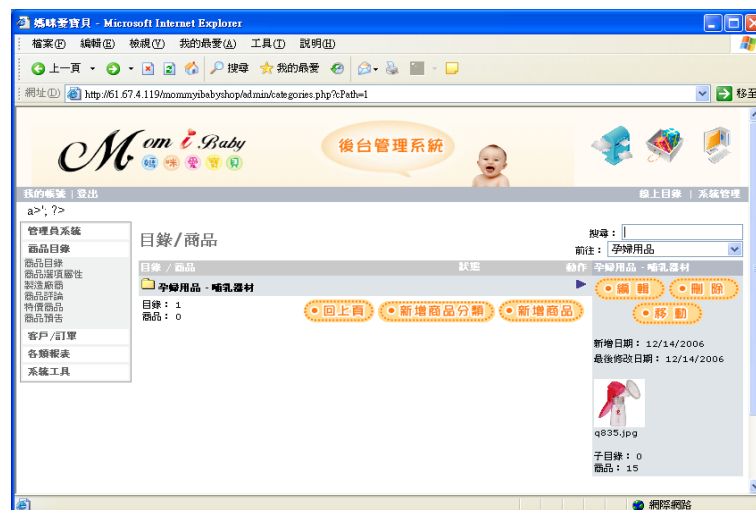 媽咪愛寶貝 - Microsoft Internet Explorer
檔案(F) 編輯(E) 檢視(V) 我的最愛(A) 工具(T) 說明(H)
上一頁 搜尋 我的最愛
網址(D) http://61.67.4.119/mommyibabyshop/admin/categories.php?cPath=1 移至
Mom i Baby
媽咪愛寶貝
後台管理系統
我的帳號 | 登出 線上目錄 | 系統管理
a>'; ?>
管理員系統
商品目錄
商品目錄
商品選項屬性
製造廠商
商品評論
特價商品
商品預告
客戶/訂單
各類報表
系統工具
目錄/商品
搜尋：
前往： 孕婦用品
目錄 / 商品 狀態 動作
孕婦用品 - 哺乳器材
目錄： 1
商品： 0
回上頁 新增商品分類 新增商品
孕婦用品 - 哺乳器材
編輯 刪除
移動
新增日期： 12/14/2006
最後修改日期： 12/14/2006
q835.jpg
子目錄： 0
商品： 15
網際網路